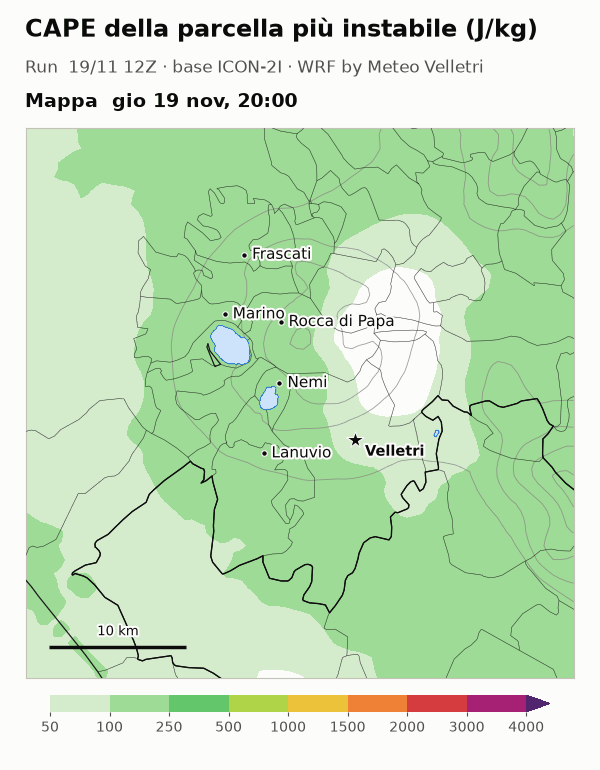 CAPE della parcella più instabile (J/kg)
Run  19/11 12Z · base ICON-2I · WRF by Meteo Velletri
Mappa  gio 19 nov, 20:00
Frascati
Marino
Rocca di Papa
Nemi
Velletri
Lanuvio
10 km
50 100 250 500 1000 1500 2000 3000 4000